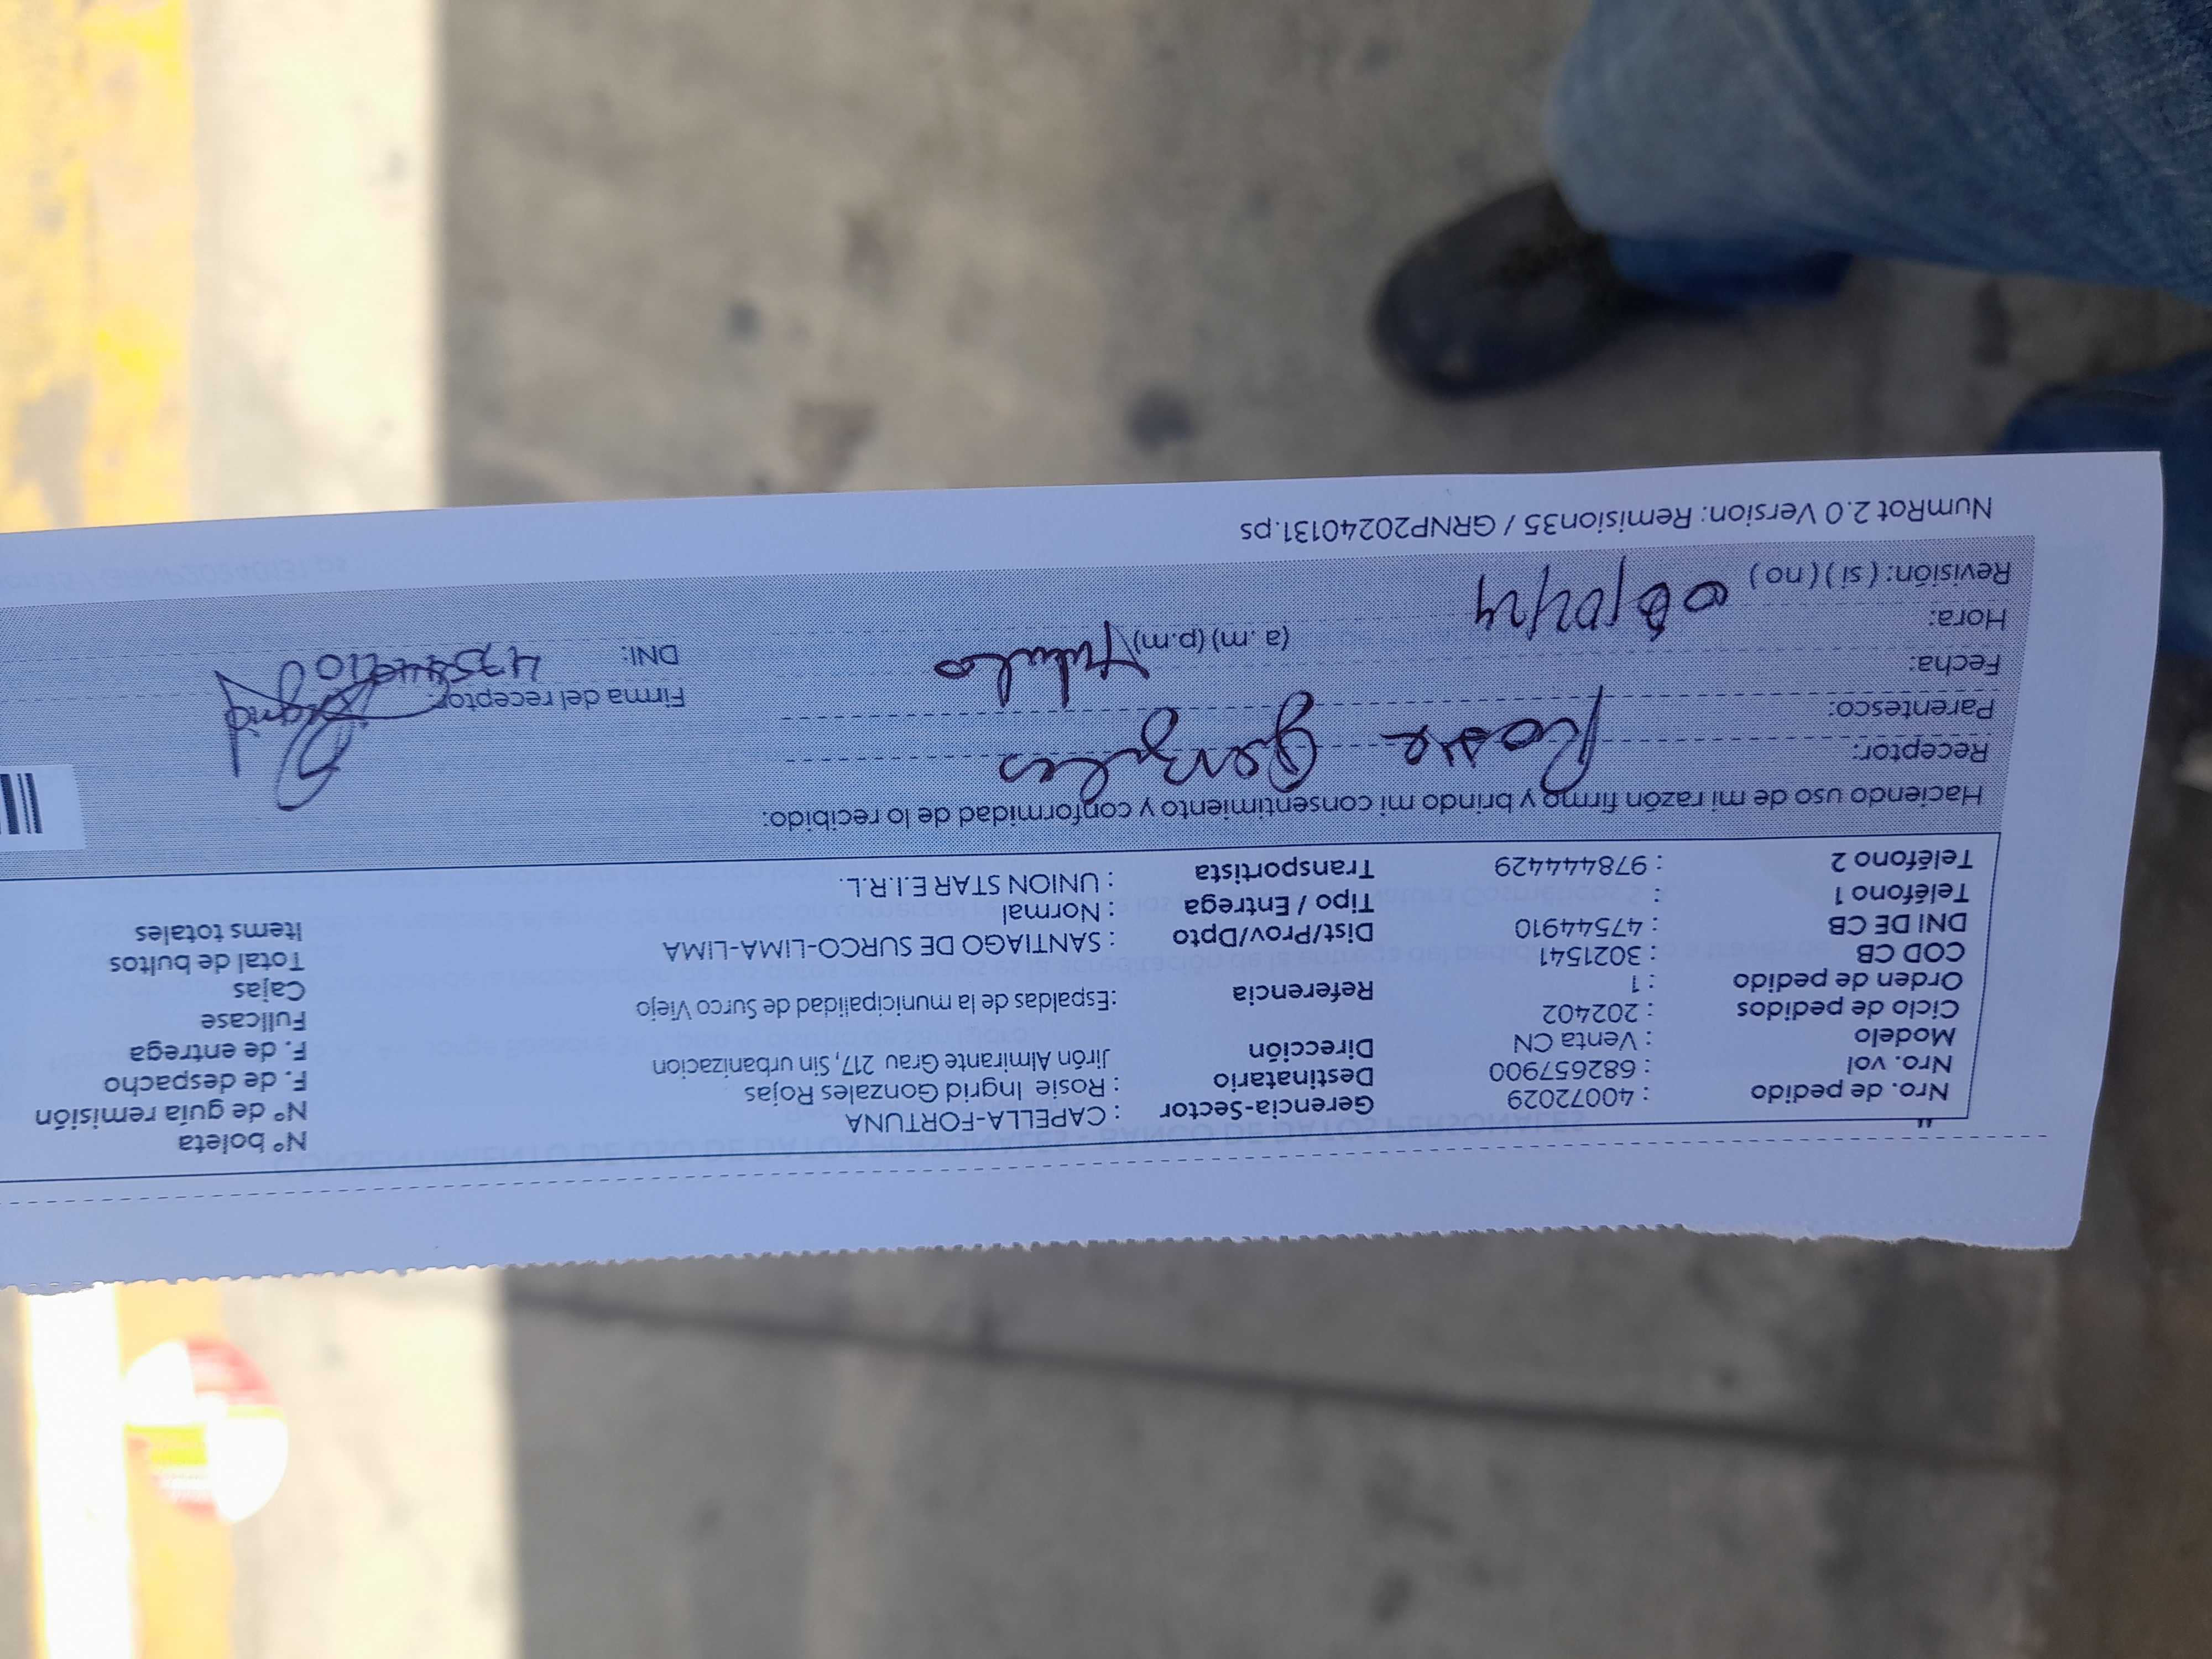 Nro. de pedido : 40072029 Gerencia-Sector : CAPELLA-FORTUNA Nº boleta
Nro. vol : 682657900 Destinatario : Rosie Ingrid Gonzales Rojas Nº de guía remisión
Modelo : Venta CN Dirección Jirón Almirante Grau 217, Sin urbanizacion F. de despacho
Ciclo de pedidos : 202402 F. de entrega
Orden de pedido : 1 Referencia :Espaldas de la municipalidad de Surco Viejo Fullcase
COD CB : 3021541 Cajas
DNI DE CB : 47544910 Dist/Prov/Dpto : SANTIAGO DE SURCO-LIMA-LIMA Total de bultos
Teléfono 1 : Tipo / Entrega : Normal Items totales
Teléfono 2 : 978444429 Transportista : UNION STAR E.I.R.L.
Haciendo uso de mi razón firmo y brindo mi consentimiento y conformidad de lo recibido:
Receptor: Rosie Gonzales
Parentesco: Titular
Firma del receptor:
Fecha: 06/02/24
DNI: 47544910
Hora: (a.m) (p.m)
Revisión: ( si ) ( no )
NumRot 2.0 Version: Remision35 / GRNP20240131.ps